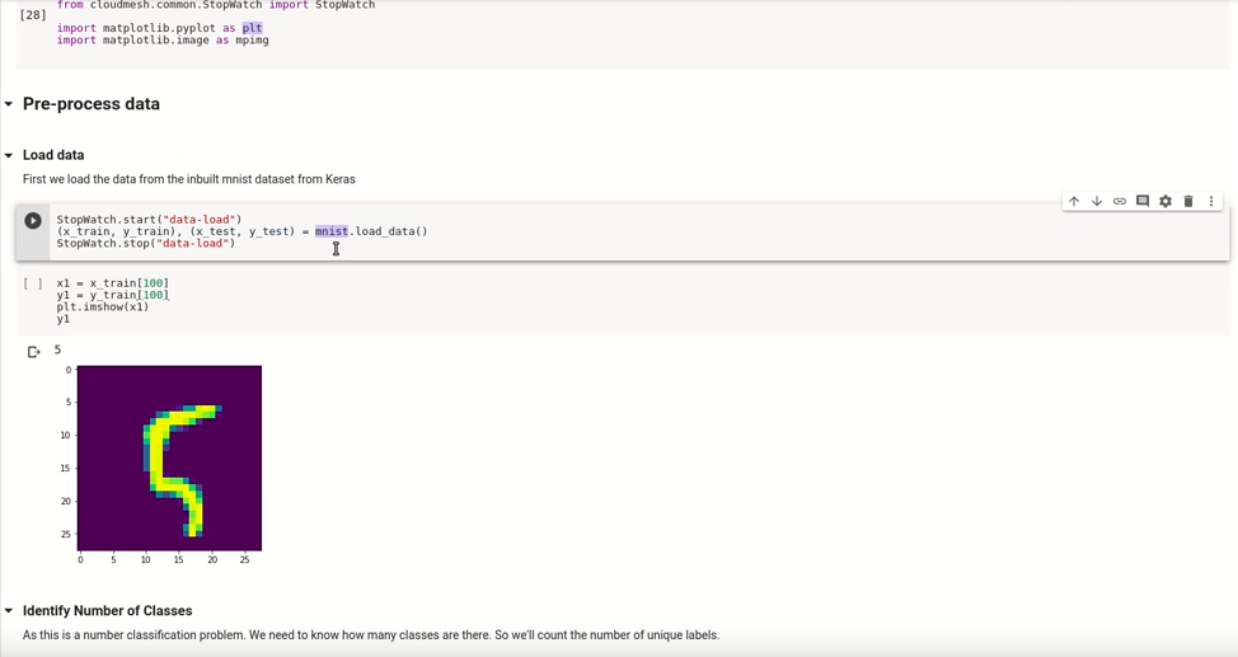 from cloudmesh.common.StopWatch import StopWatch
[28]
import matplotlib.pyplot as plt
import matplotlib.image as mpimg
Pre-process data
Load data
First we load the data from the inbuilt mnist dataset from Keras
StopWatch.start("data-load")
(x_train, y_train), (x_test, y_test) = mnist.load_data()
StopWatch.stop("data-load")
[ ] x1 = x_train[100]
y1 = y_train[100]
plt.imshow(x1)
y1
5
0
5
10
15
20
25
0 5 10 15 20 25
Identify Number of Classes
As this is a number classification problem. We need to know how many classes are there. So we'll count the number of unique labels.